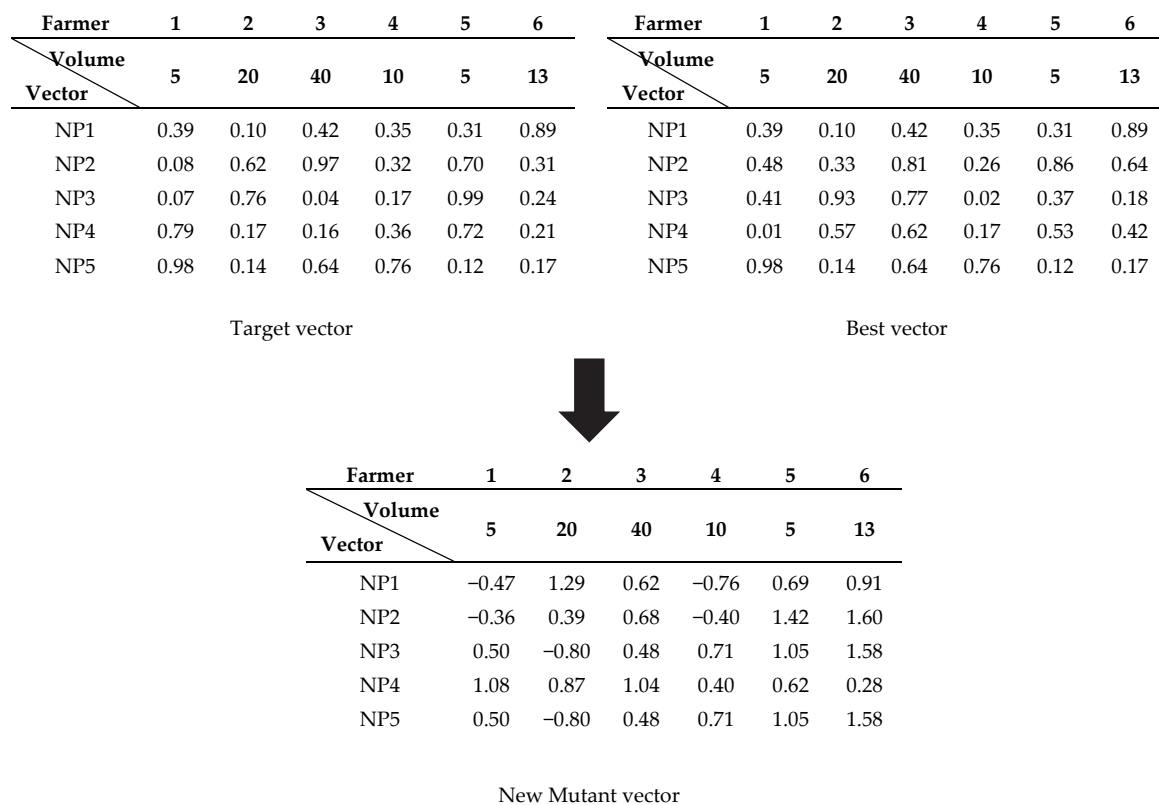 Farmer 1 2 3 4 5 6
Volume
Vector 5 20 40 10 5 13
NP1 0.39 0.10 0.42 0.35 0.31 0.89
NP2 0.08 0.62 0.97 0.32 0.70 0.31
NP3 0.07 0.76 0.04 0.17 0.99 0.24
NP4 0.79 0.17 0.16 0.36 0.72 0.21
NP5 0.98 0.14 0.64 0.76 0.12 0.17
Target vector
Farmer 1 2 3 4 5 6
Volume
Vector 5 20 40 10 5 13
NP1 0.39 0.10 0.42 0.35 0.31 0.89
NP2 0.48 0.33 0.81 0.26 0.86 0.64
NP3 0.41 0.93 0.77 0.02 0.37 0.18
NP4 0.01 0.57 0.62 0.17 0.53 0.42
NP5 0.98 0.14 0.64 0.76 0.12 0.17
Best vector
Farmer 1 2 3 4 5 6
Volume
Vector 5 20 40 10 5 13
NP1 −0.47 1.29 0.62 −0.76 0.69 0.91
NP2 −0.36 0.39 0.68 −0.40 1.42 1.60
NP3 0.50 −0.80 0.48 0.71 1.05 1.58
NP4 1.08 0.87 1.04 0.40 0.62 0.28
NP5 0.50 −0.80 0.48 0.71 1.05 1.58
New Mutant vector